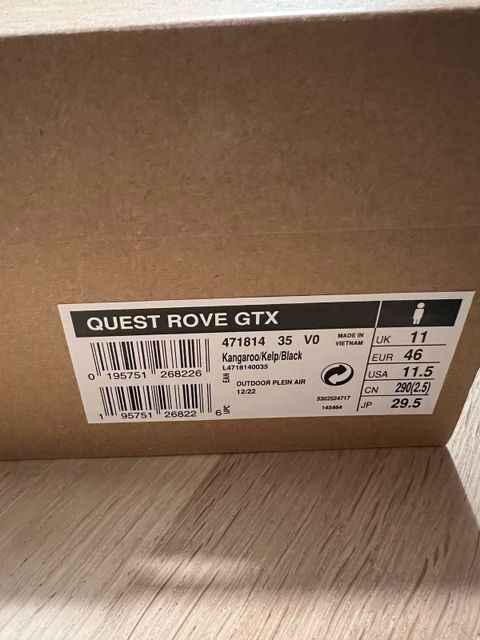 QUEST ROVE GTX
471814 35 V0
Kangaroo/Kelp/Black
L4718140035
MADE IN
VIETNAM
0 195751 268226
EAN
OUTDOOR PLEIN AIR
12/22
1 95751 26822 6
UPC
5302524717
145464
UK 11
EUR 46
USA 11.5
CN 290(2.5)
JP 29.5